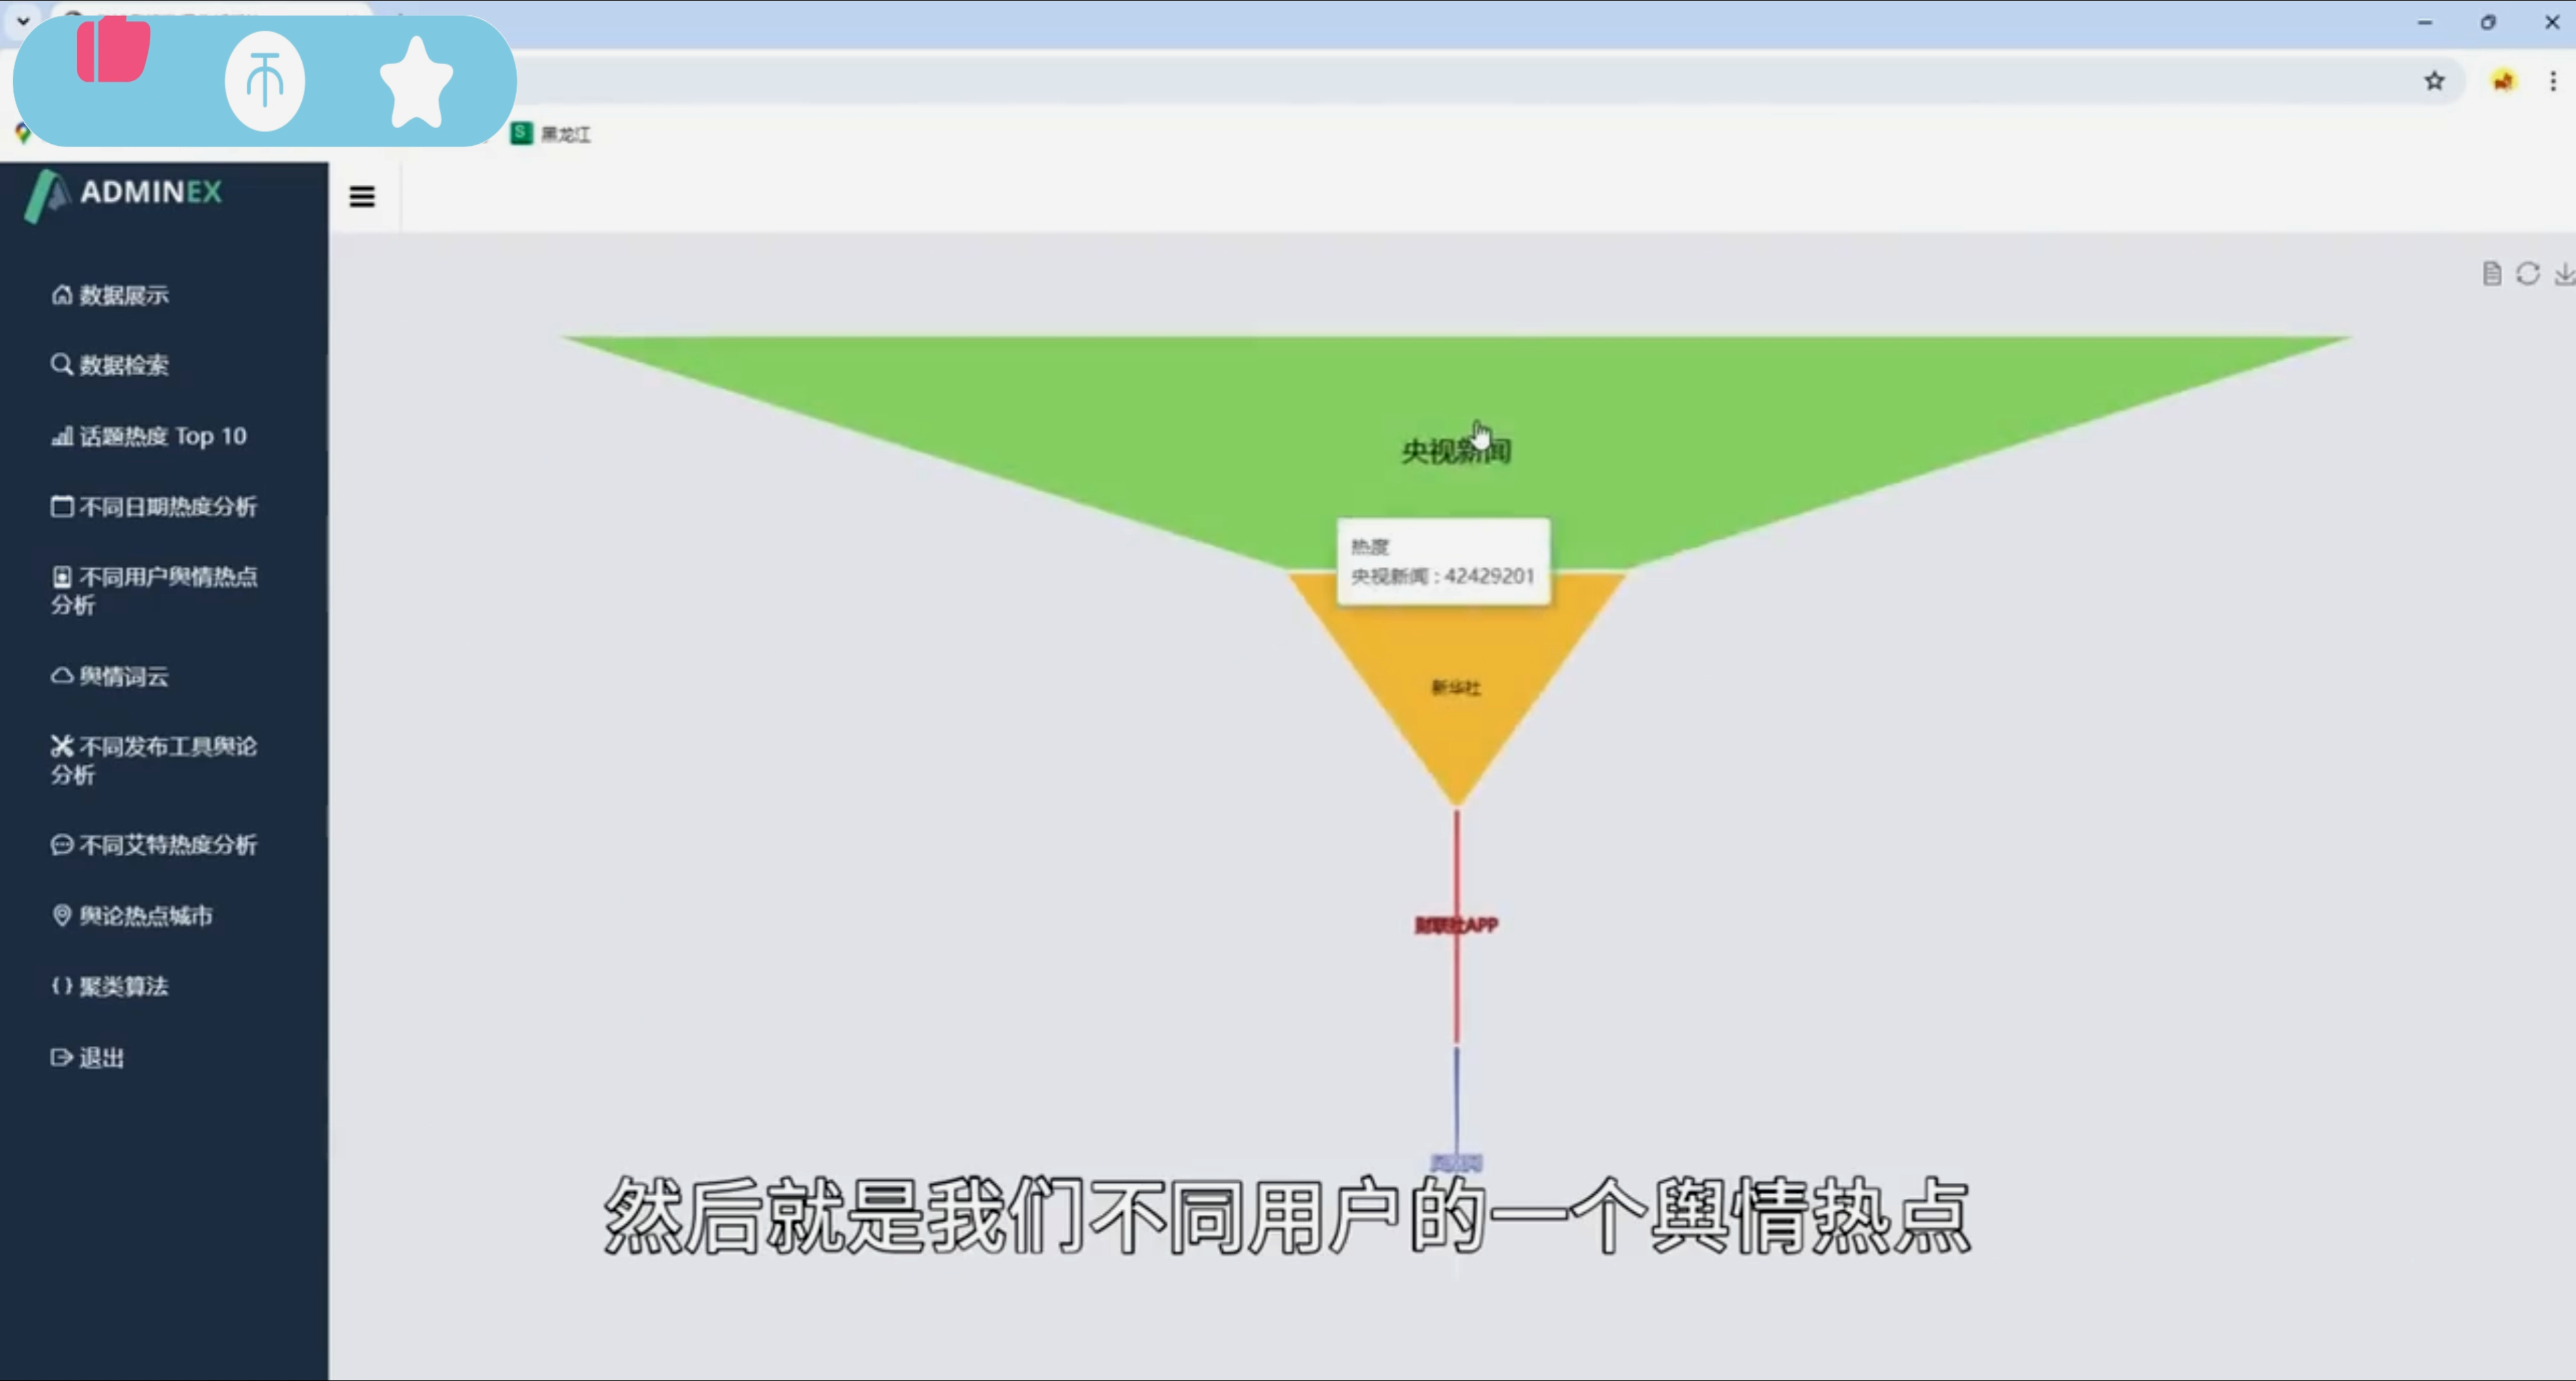 黑龙江
ADMINEX
数据展示
数据检索
话题热度 Top 10
不同日期热度分析
不同用户舆情热点
分析
舆情词云
不同发布工具舆论
分析
不同艾特热度分析
舆论热点城市
聚类算法
退出
央视新闻
热度
央视新闻 : 42429201
新华社
财联社APP
然后就是我们不同用户的一个舆情热点